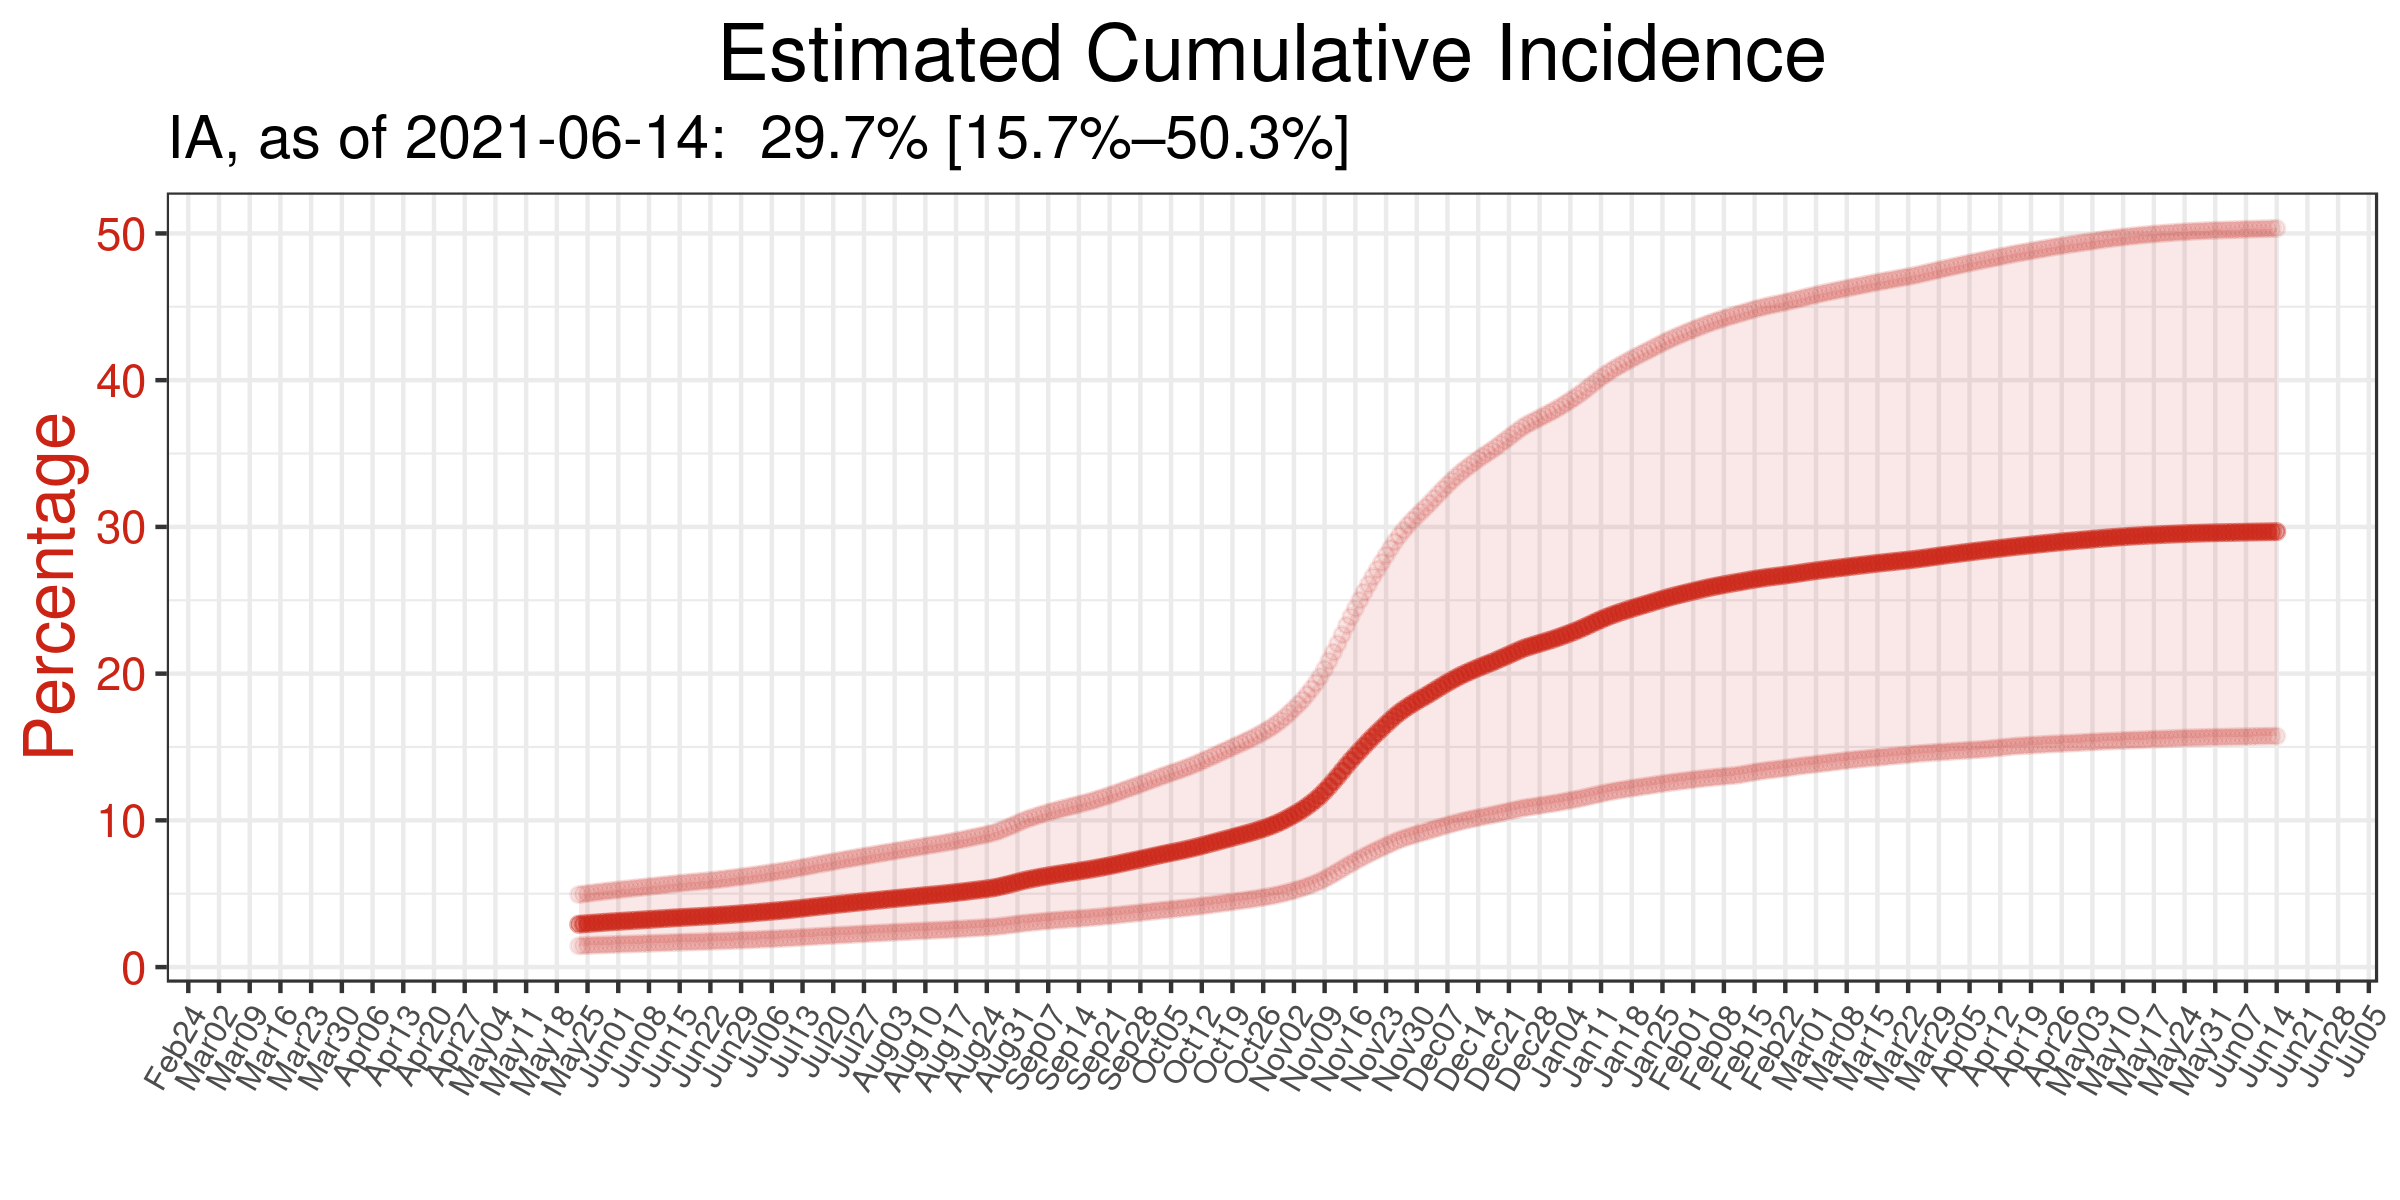 Estimated Cumulative Incidence
IA, as of 2021-06-14:  29.7% [15.7%–50.3%]
Percentage
50
40
30
20
10
0
Feb24
Mar02
Mar09
Mar16
Mar23
Mar30
Apr06
Apr13
Apr20
Apr27
May04
May11
May18
May25
Jun01
Jun08
Jun15
Jun22
Jun29
Jul06
Jul13
Jul20
Jul27
Aug03
Aug10
Aug17
Aug24
Aug31
Sep07
Sep14
Sep21
Sep28
Oct05
Oct12
Oct19
Oct26
Nov02
Nov09
Nov16
Nov23
Nov30
Dec07
Dec14
Dec21
Dec28
Jan04
Jan11
Jan18
Jan25
Feb01
Feb08
Feb15
Feb22
Mar01
Mar08
Mar15
Mar22
Mar29
Apr05
Apr12
Apr19
Apr26
May03
May10
May17
May24
May31
Jun07
Jun14
Jun21
Jun28
Jul05